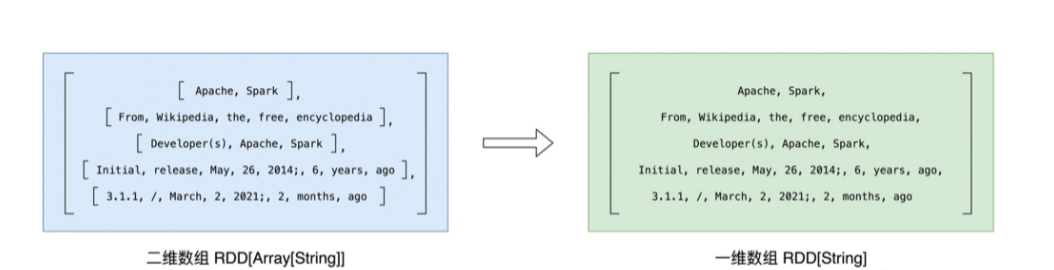 [ Apache, Spark ],
[ From, Wikipedia, the, free, encyclopedia ],
[ Developer(s), Apache, Spark ],
[ Initial, release, May, 26, 2014;, 6, years, ago ],
[ 3.1.1, /, March, 2, 2021;, 2, months, ago ]
二维数组 RDD[Array[String]]
Apache, Spark,
From, Wikipedia, the, free, encyclopedia,
Developer(s), Apache, Spark,
Initial, release, May, 26, 2014;, 6, years, ago,
3.1.1, /, March, 2, 2021;, 2, months, ago
一维数组 RDD[String]